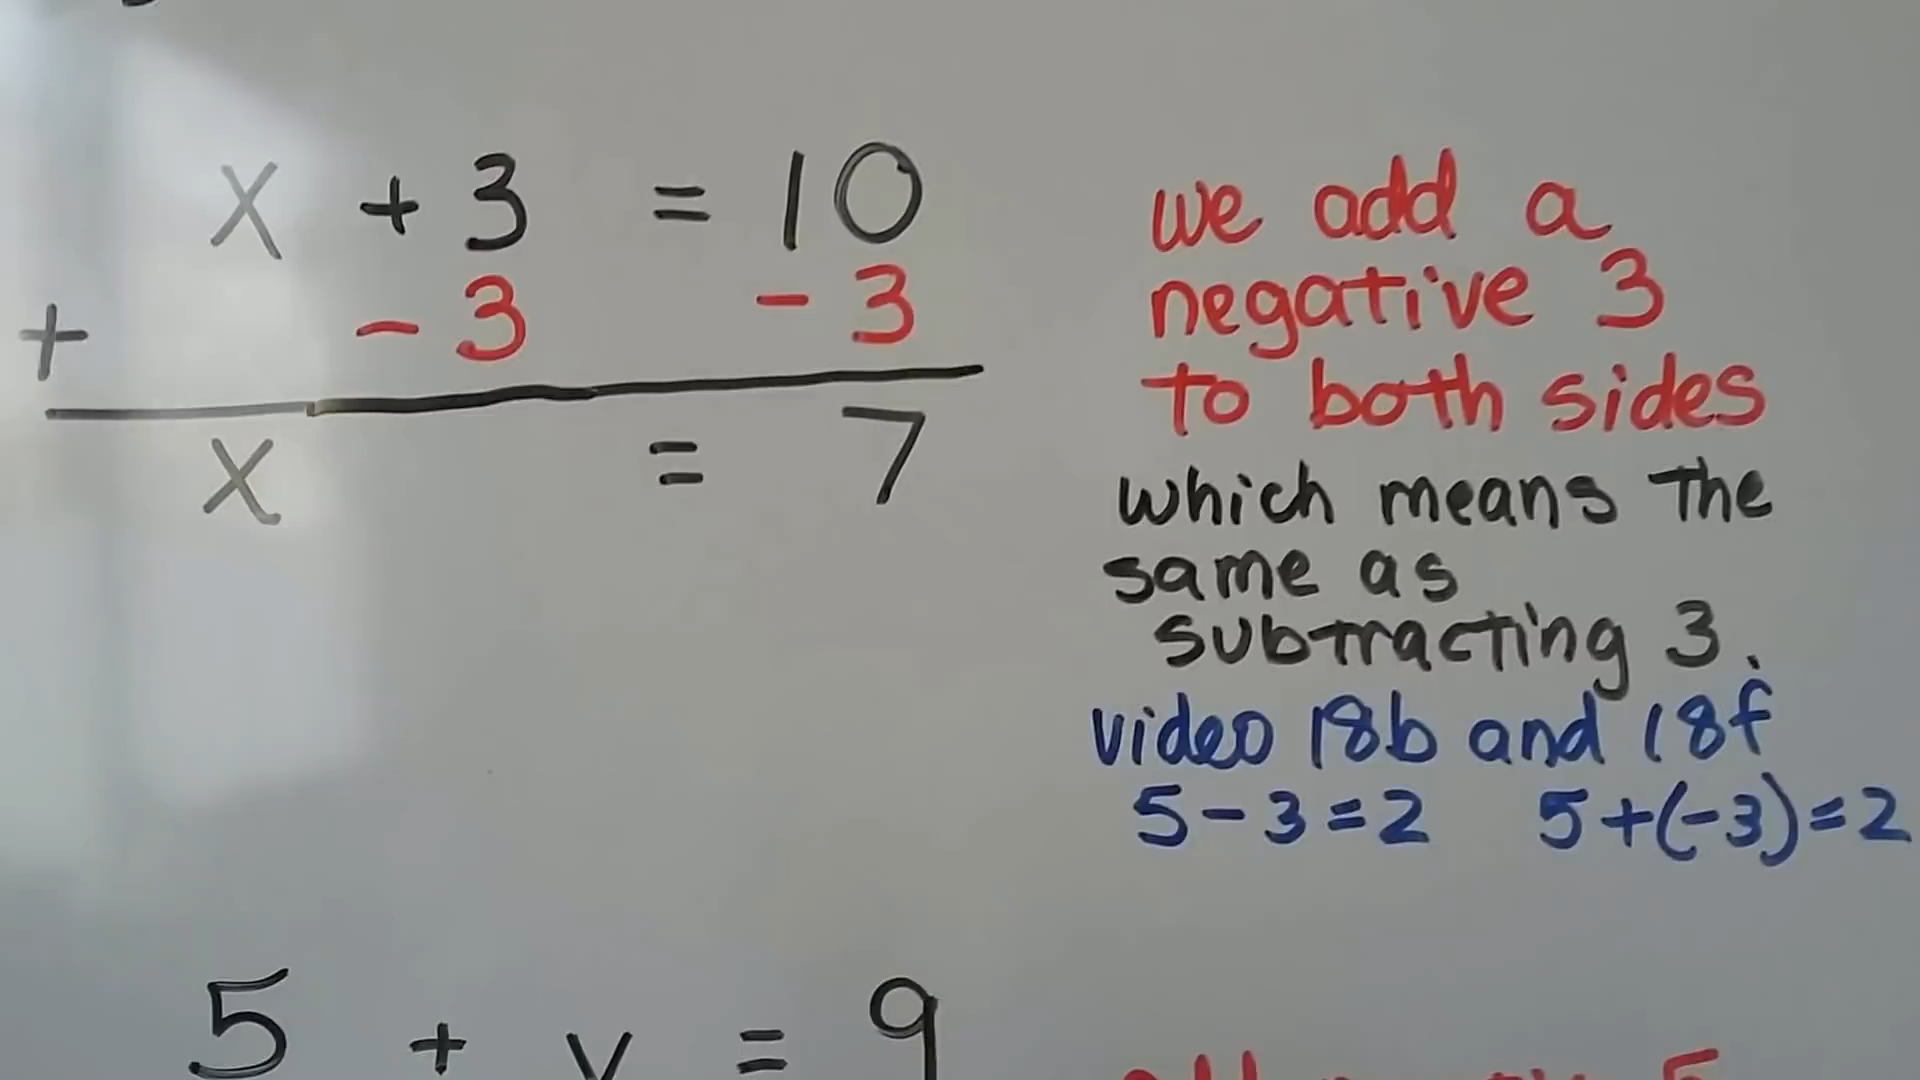 x + 3 = 10
+ - 3 - 3
x = 7
we add a
negative 3
to both sides
which means the
same as
subtracting 3.
video 18b and 18f
5 - 3 = 2 5 + (-3) = 2
5 + y = 9
5